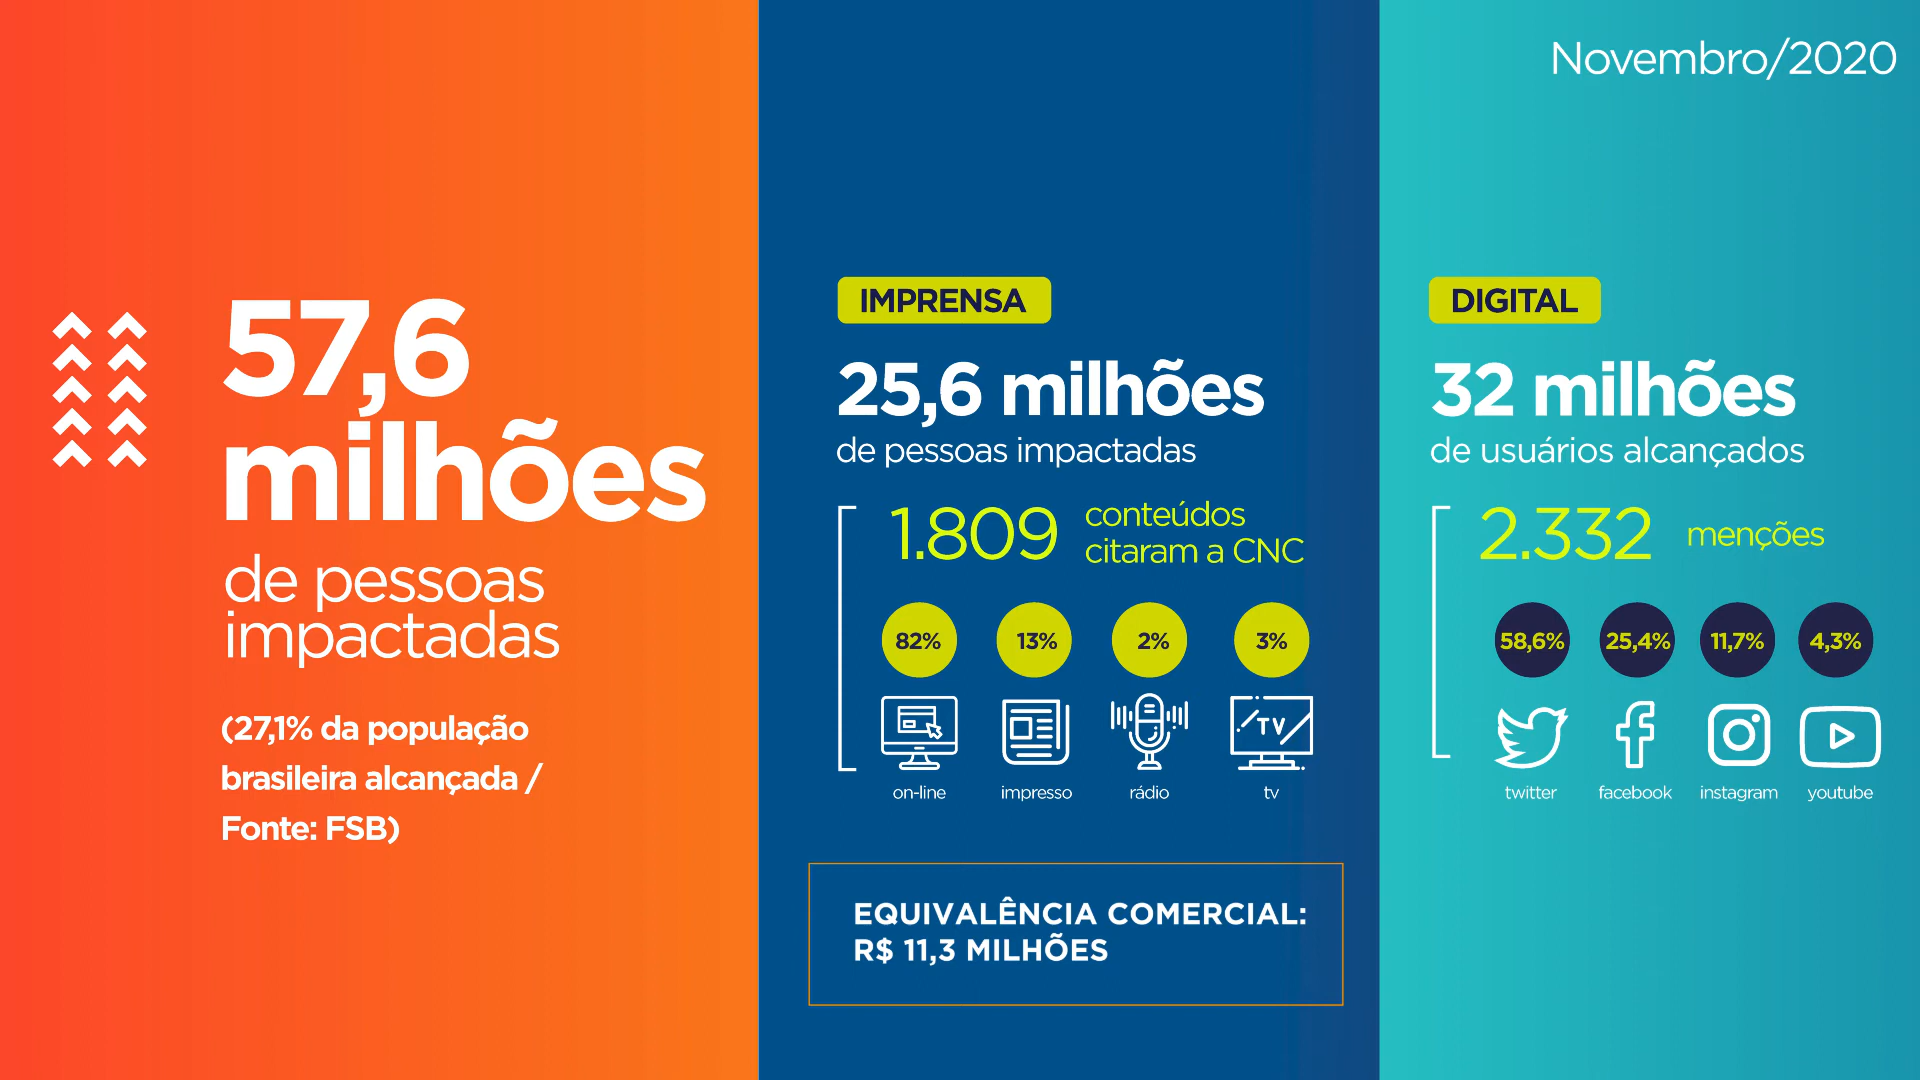 Novembro/2020
57,6
milhões
de pessoas
impactadas
(27,1% da população
brasileira alcançada /
Fonte: FSB)
IMPRENSA
25,6 milhões
de pessoas impactadas
1.809
conteúdos
citaram a CNC
82% 13% 2% 3%
TV
on-line impresso rádio tv
EQUIVALÊNCIA COMERCIAL:
R$ 11,3 MILHÕES
DIGITAL
32 milhões
de usuários alcançados
2.332 menções
58,6% 25,4% 11,7% 4,3%
twitter facebook instagram youtube